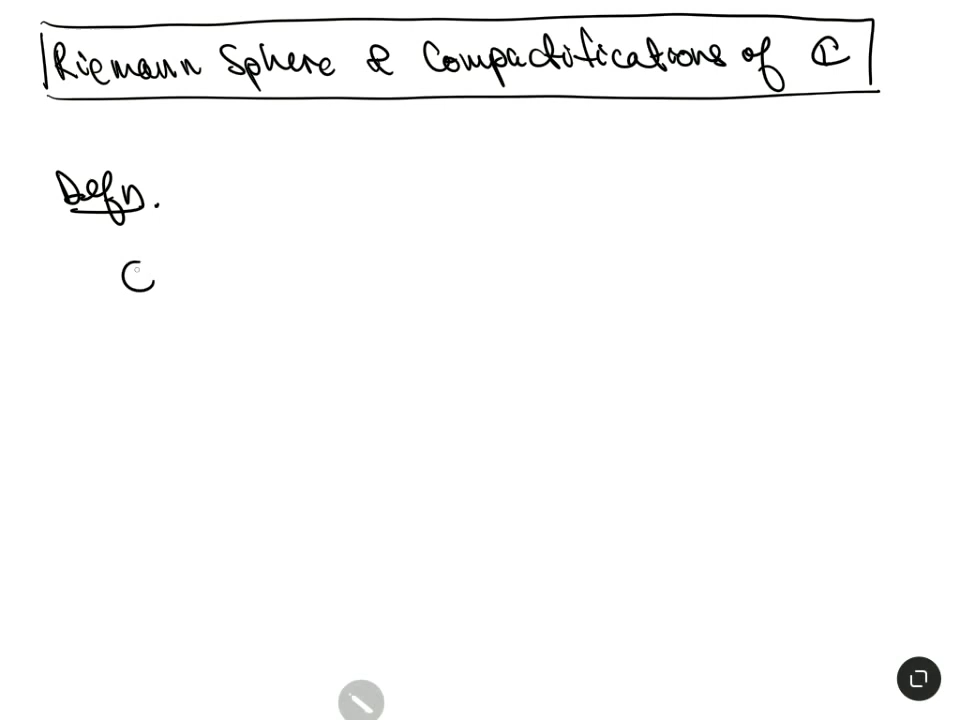 Riemann Sphere & Compactifications of ℂ
Defn.
C